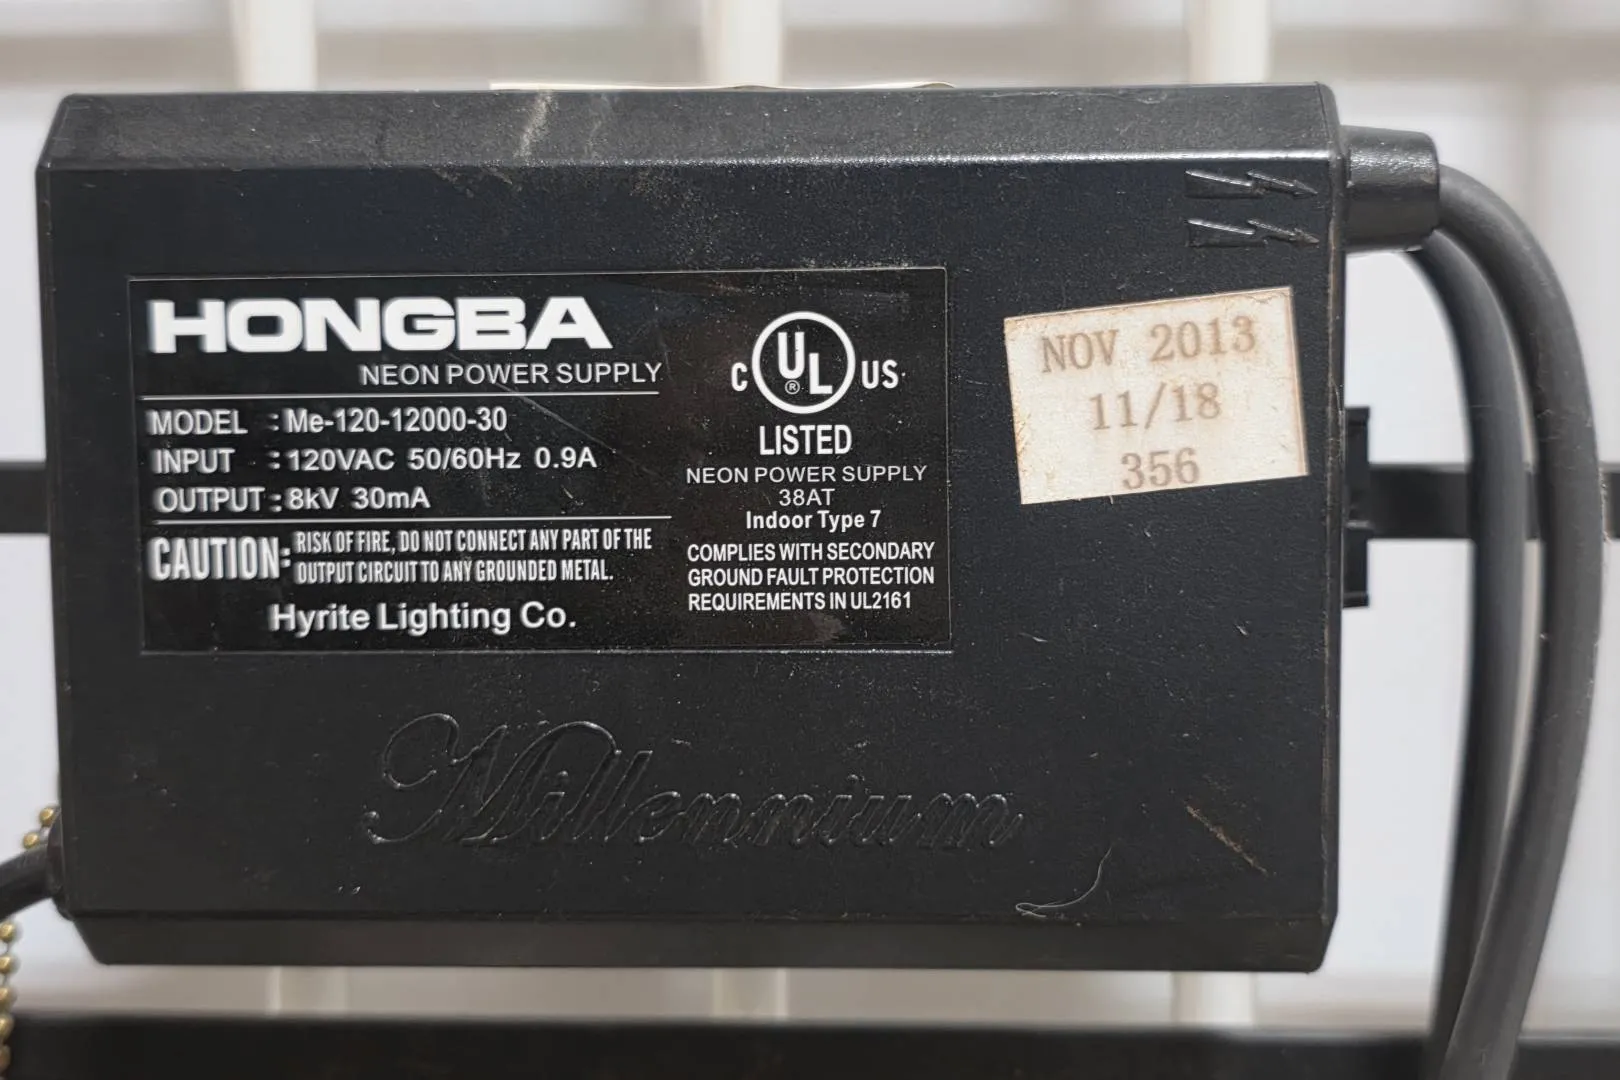 HONGBA
NEON POWER SUPPLY
MODEL : Me-120-12000-30
INPUT : 120VAC 50/60Hz 0.9A
OUTPUT : 8kV 30mA
CAUTION: RISK OF FIRE, DO NOT CONNECT ANY PART OF THE
OUTPUT CIRCUIT TO ANY GROUNDED METAL.
Hyrite Lighting Co.
C UL ® US
LISTED
NEON POWER SUPPLY
38AT
Indoor Type 7
COMPLIES WITH SECONDARY
GROUND FAULT PROTECTION
REQUIREMENTS IN UL2161
NOV 2013
11/18
356
Millennium